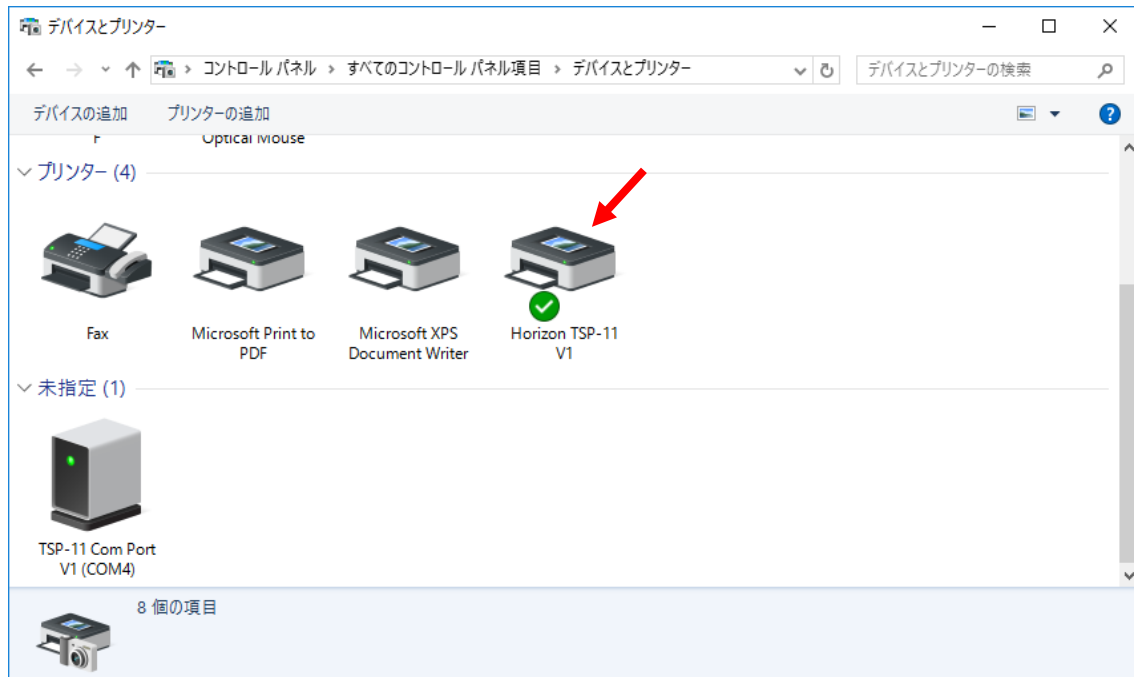 デバイスとプリンター
コントロール パネル › すべてのコントロール パネル項目 › デバイスとプリンター
デバイスとプリンターの検索
デバイスの追加 プリンターの追加
F Optical Mouse
プリンター (4)
Fax
Microsoft Print to
PDF
Microsoft XPS
Document Writer
Horizon TSP-11
V1
未指定 (1)
TSP-11 Com Port
V1 (COM4)
8 個の項目